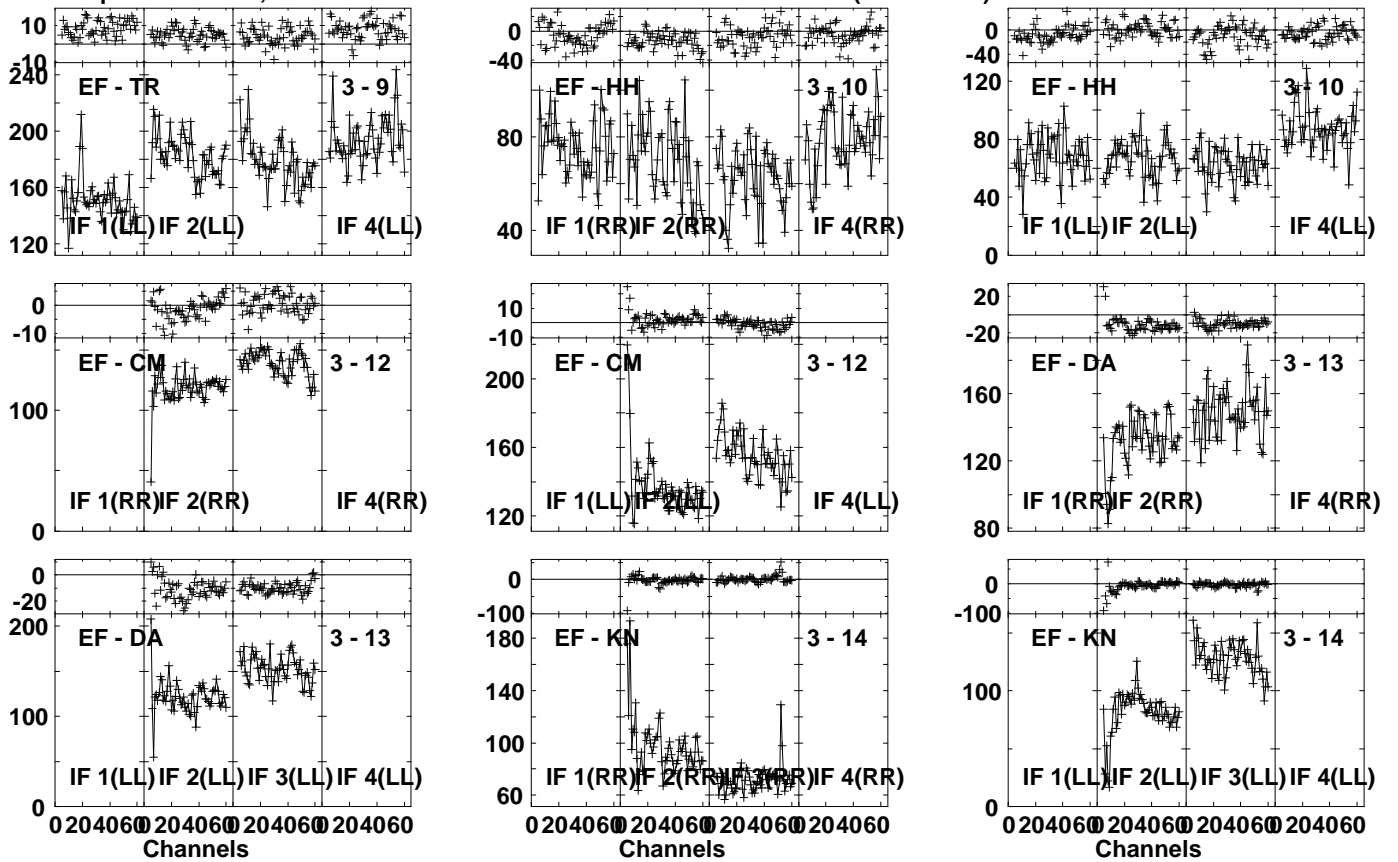 10 0 0
-10 -40 -40
240 EF - TR 3 - 9 EF - HH 3 - 10 120 EF - HH 3 - 10
200 80 80
160 40
120 IF 1(LL) IF 2(LL) IF 4(LL) 40 IF 1(RR) IF 2(RR) IF 4(RR) 0 IF 1(LL) IF 2(LL) IF 4(LL)
0 10 20
-10 -10 -20
EF - CM 3 - 12 200 EF - CM 3 - 12 160 EF - DA 3 - 13
100 160 120
0 IF 1(RR) IF 2(RR) IF 4(RR) 120 IF 1(LL) IF 2(LL) IF 4(LL) 80 IF 1(RR) IF 2(RR) IF 4(RR)
0 0 0
-20 -100 -100
200 EF - DA 3 - 13 180 EF - KN 3 - 14 EF - KN 3 - 14
100 140 100
100
0 IF 1(LL) IF 2(LL) IF 3(LL) IF 4(LL) 60 IF 1(RR) IF 2(RR) IF 3(RR) IF 4(RR) 0 IF 1(LL) IF 2(LL) IF 3(LL) IF 4(LL)
0 204060 0 204060 0 204060 0 204060 0 204060 0 204060 0 204060 0 204060 0 204060 0 204060 0 204060 0 204060
Channels Channels Channels